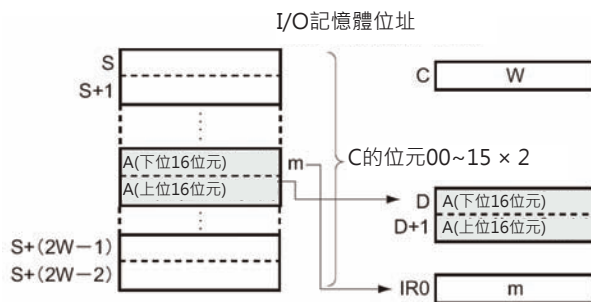 I/O記憶體位址
S
S+1
A(下位16位元)
A(上位16位元)
m
S+(2W－1)
S+(2W－2)
C的位元00~15 × 2
C
W
D
A(下位16位元)
D+1
A(上位16位元)
IR0
m